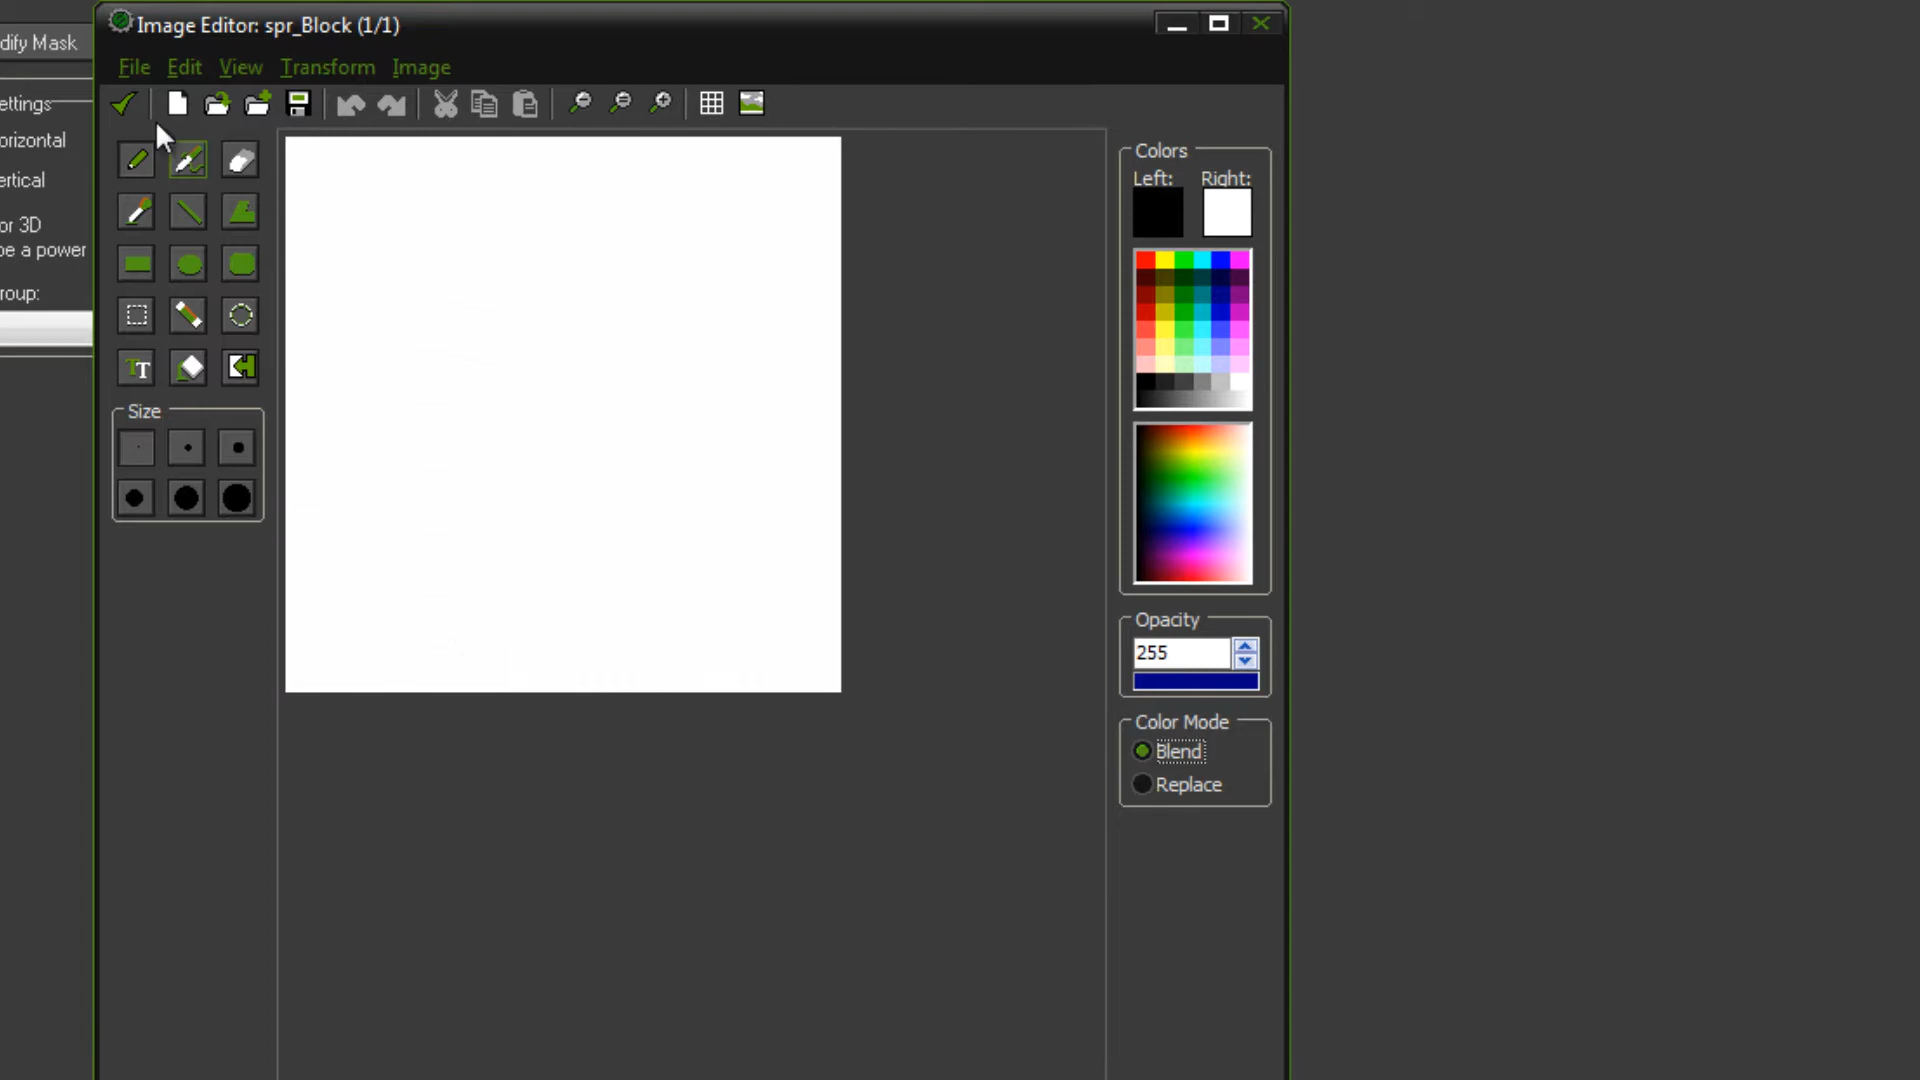 Image Editor: spr_Block (1/1)
File Edit View Transform Image
dify Mask
ettings
orizontal
ertical
or 3D
be a power
roup:
TT
Size
Colors
Left: Right:
Opacity
255
Color Mode
Blend
Replace